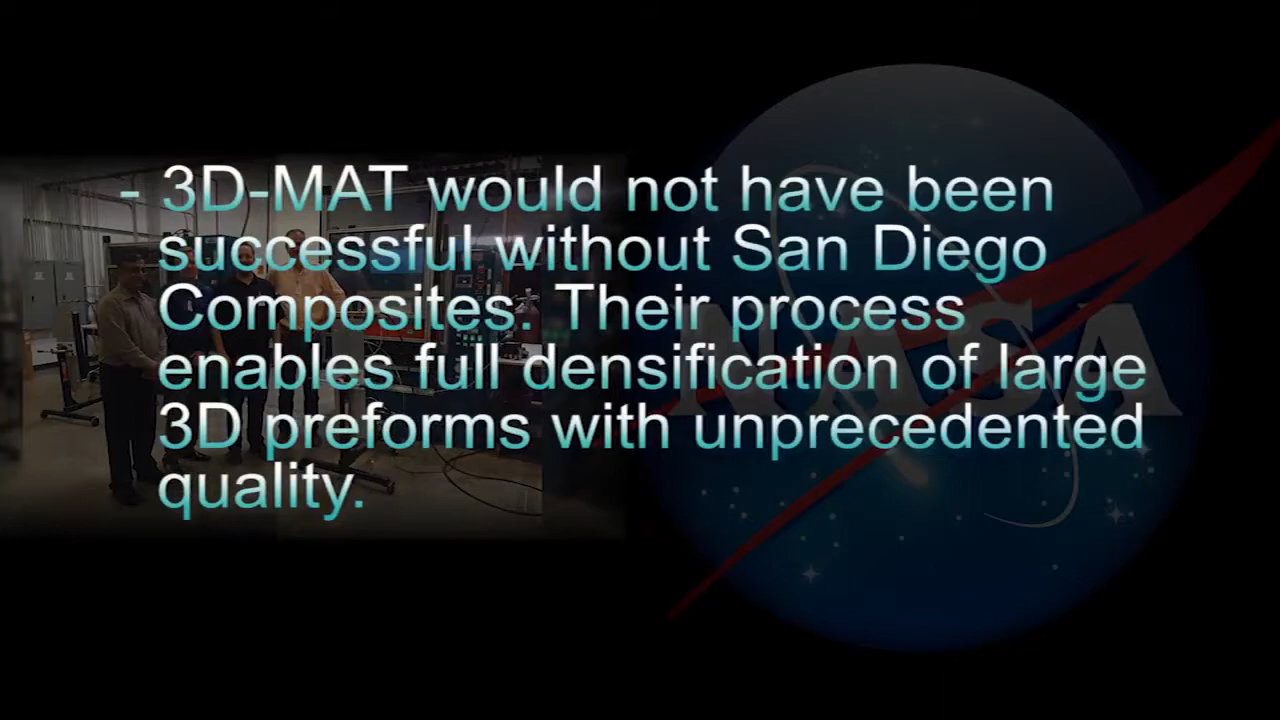 - 3D-MAT would not have been
successful without San Diego
Composites. Their process
enables full densification of large
3D preforms with unprecedented
quality.
NASA